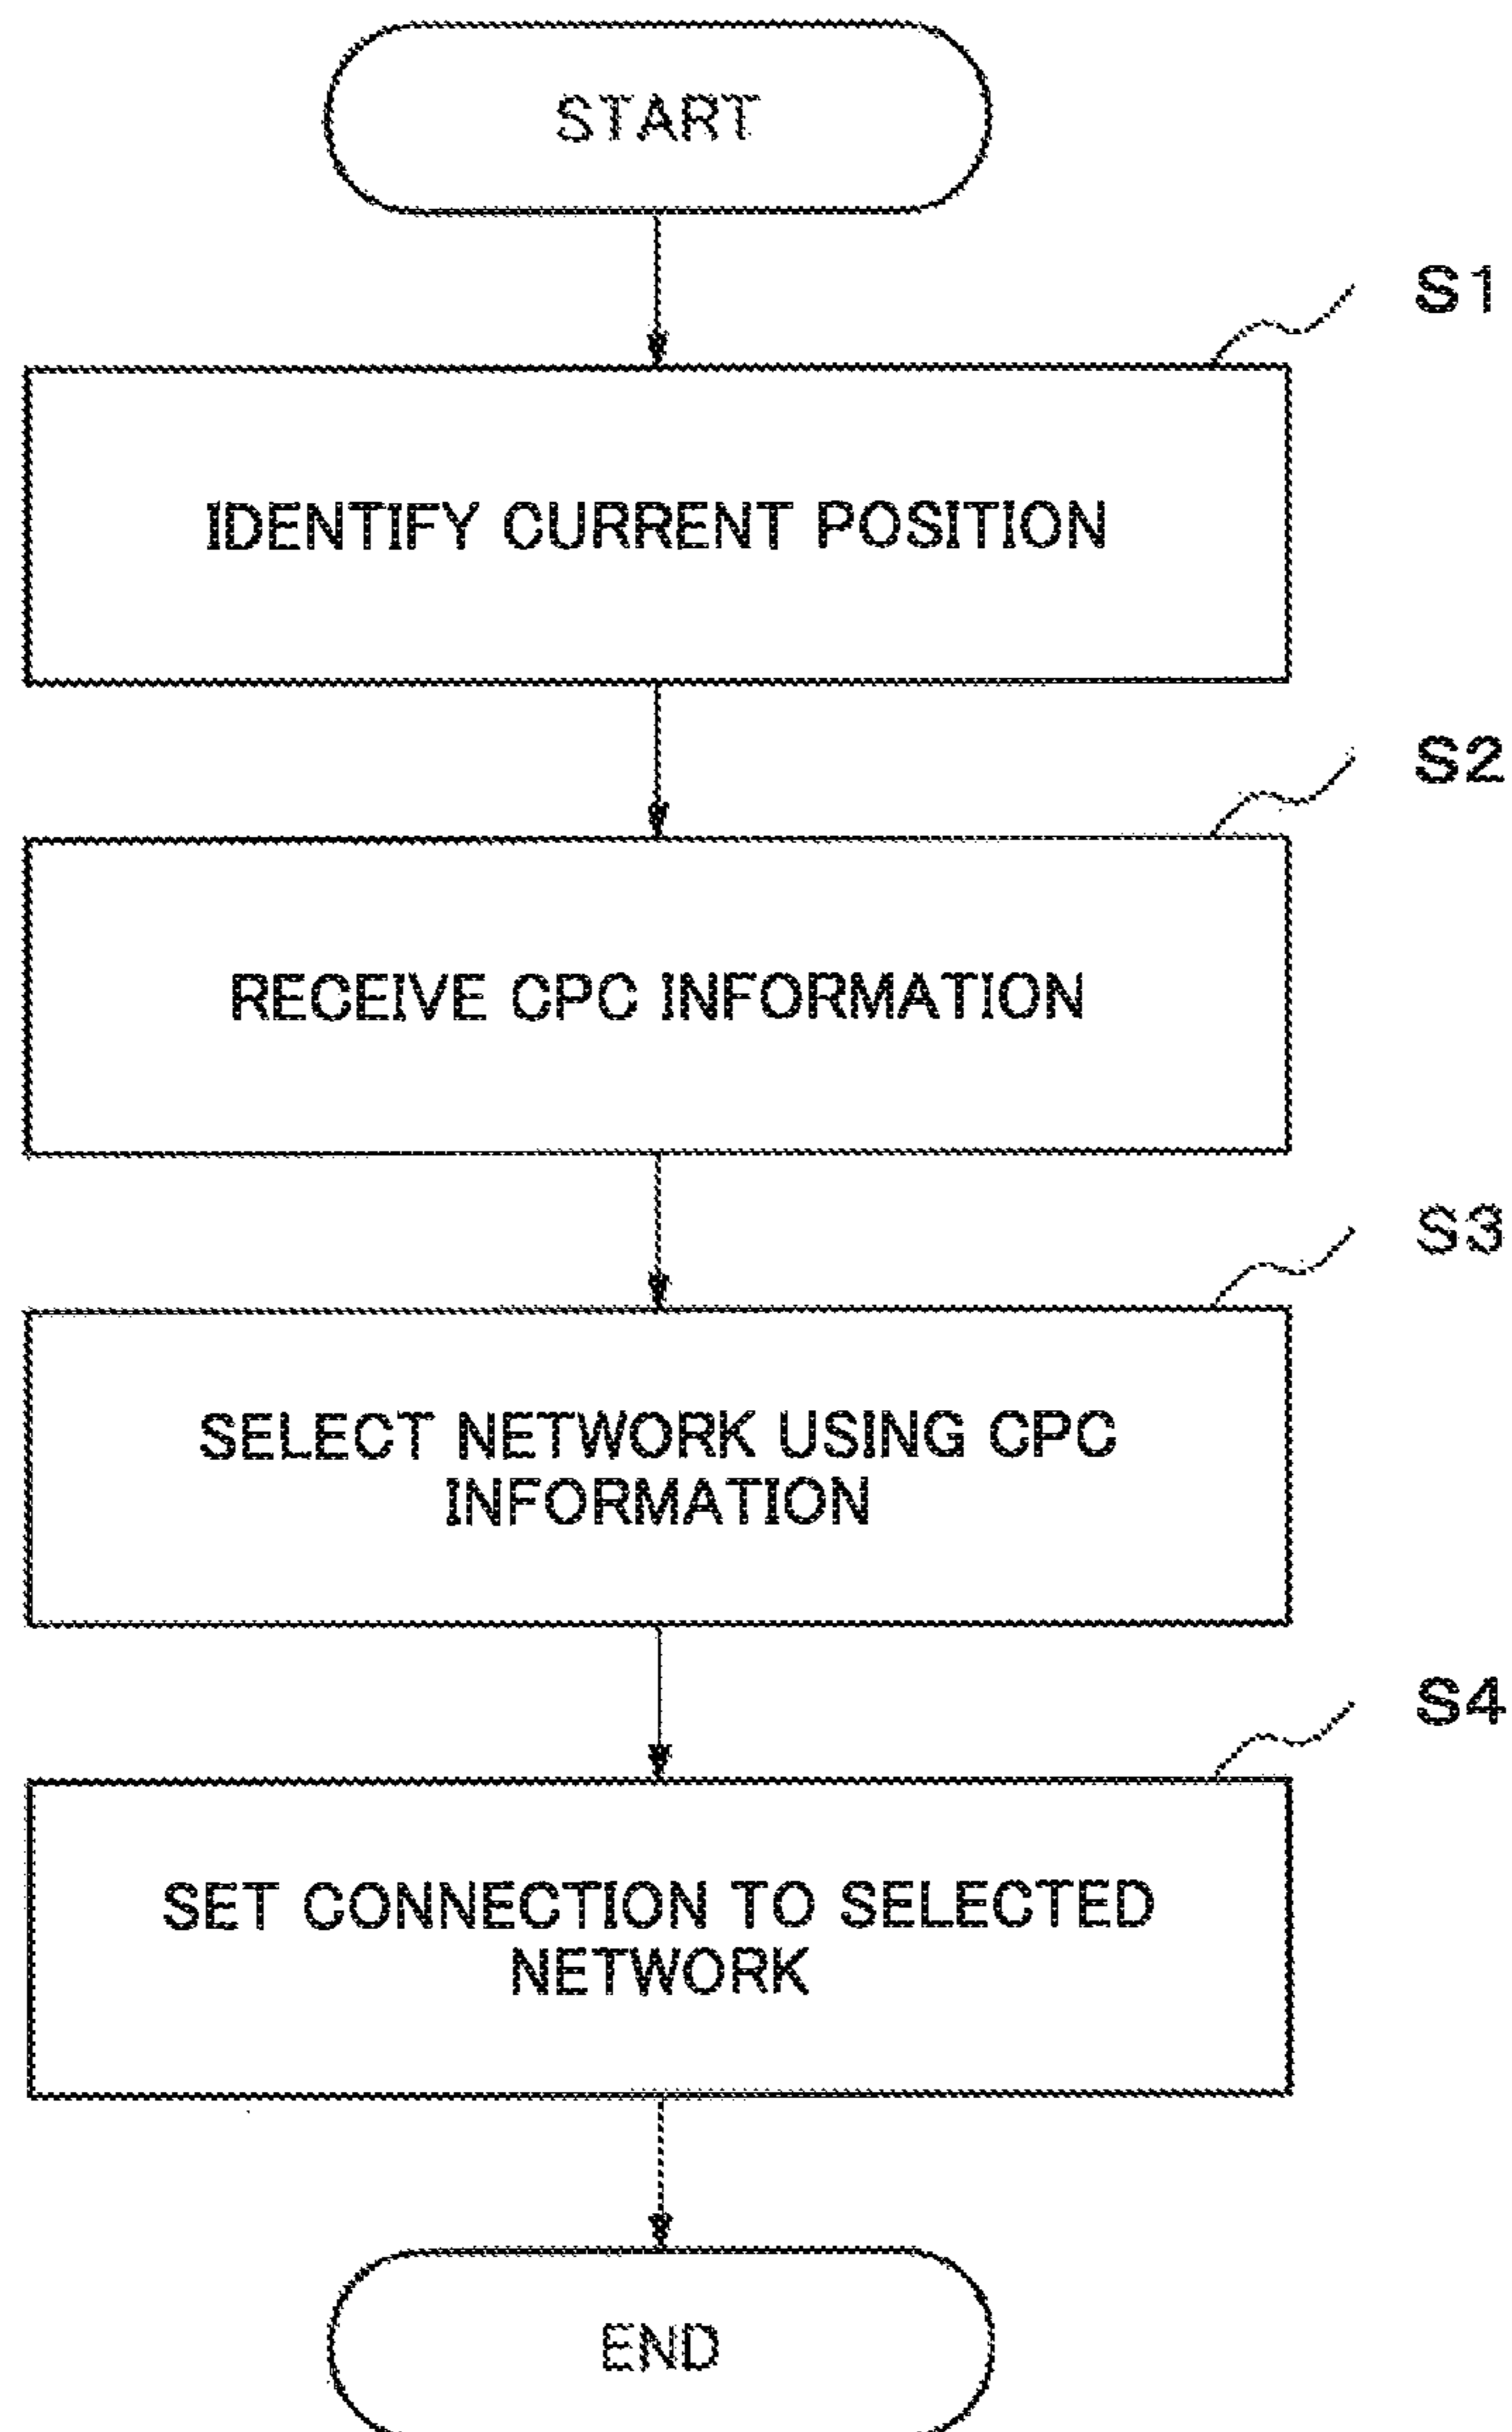 START
S1
IDENTIFY CURRENT POSITION
S2
RECEIVE CPC INFORMATION
S3
SELECT NETWORK USING CPC
INFORMATION
S4
SET CONNECTION TO SELECTED
NETWORK
END